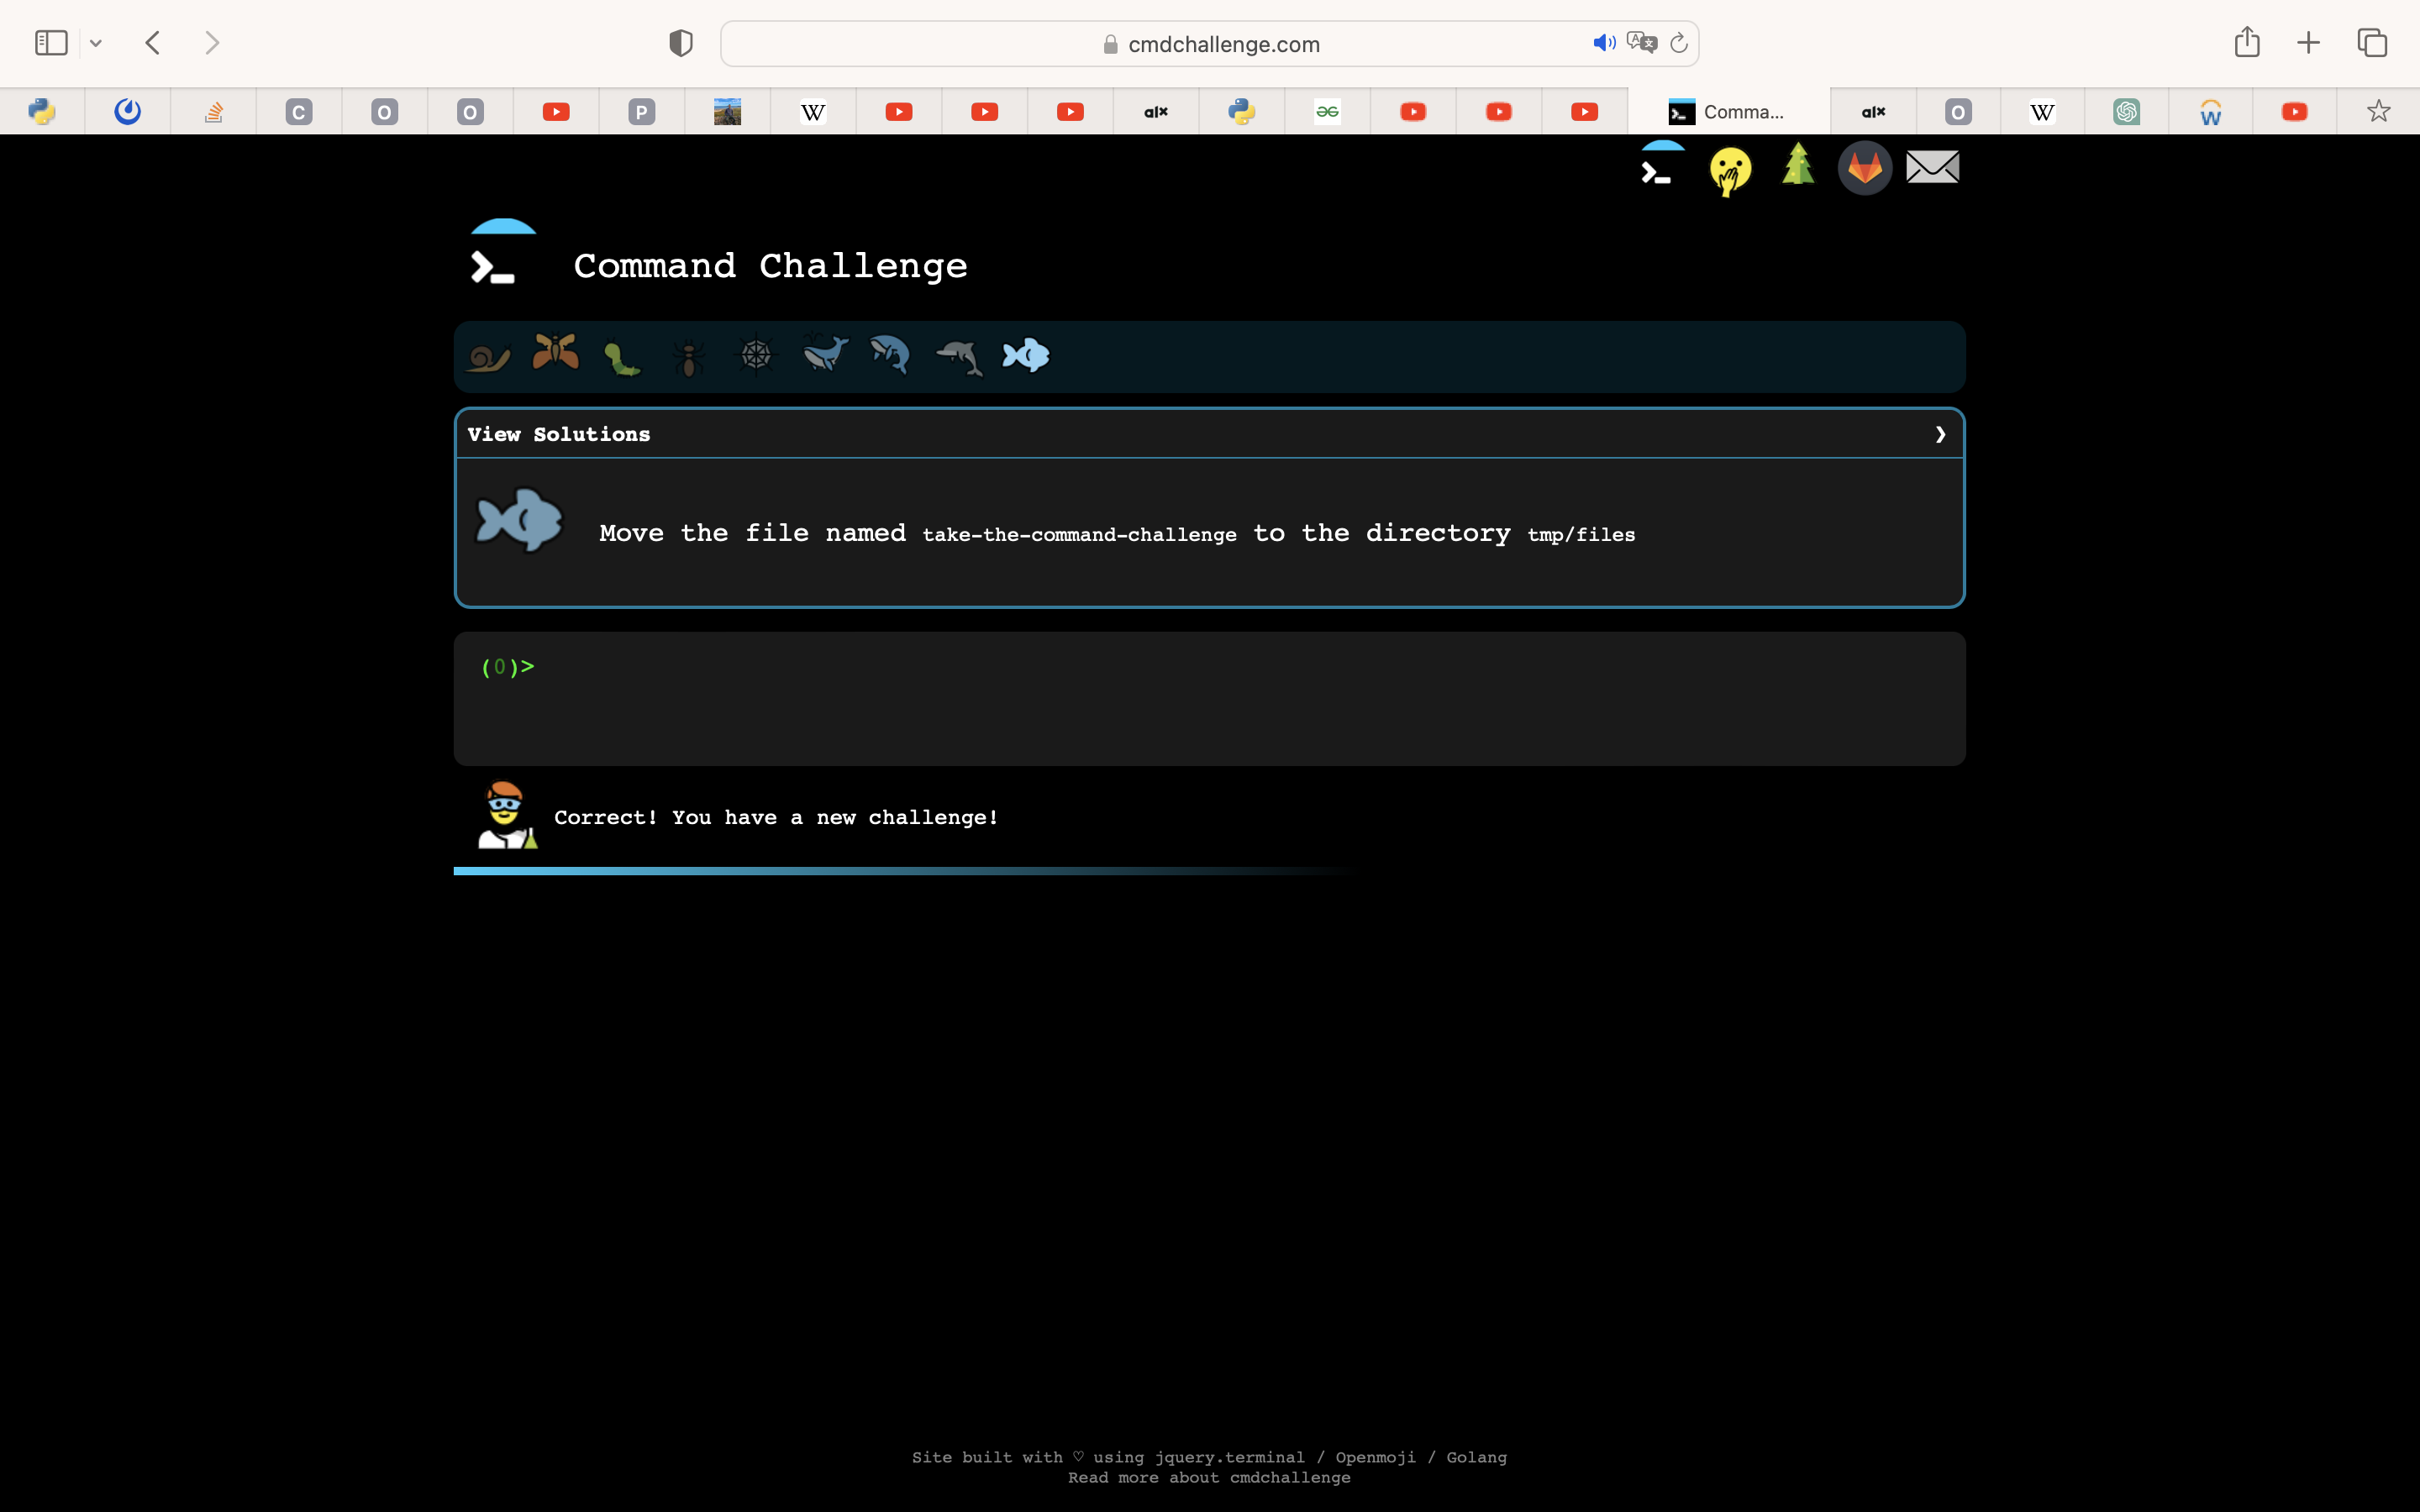 cmdchallenge.com
C
O
O
P
W
alx
Comma...
alx
O
W
W
Command Challenge
View Solutions
Move the file named take-the-command-challenge to the directory tmp/files
(0)>
Correct! You have a new challenge!
Site built with ♡ using jquery.terminal / Openmoji / Golang
Read more about cmdchallenge